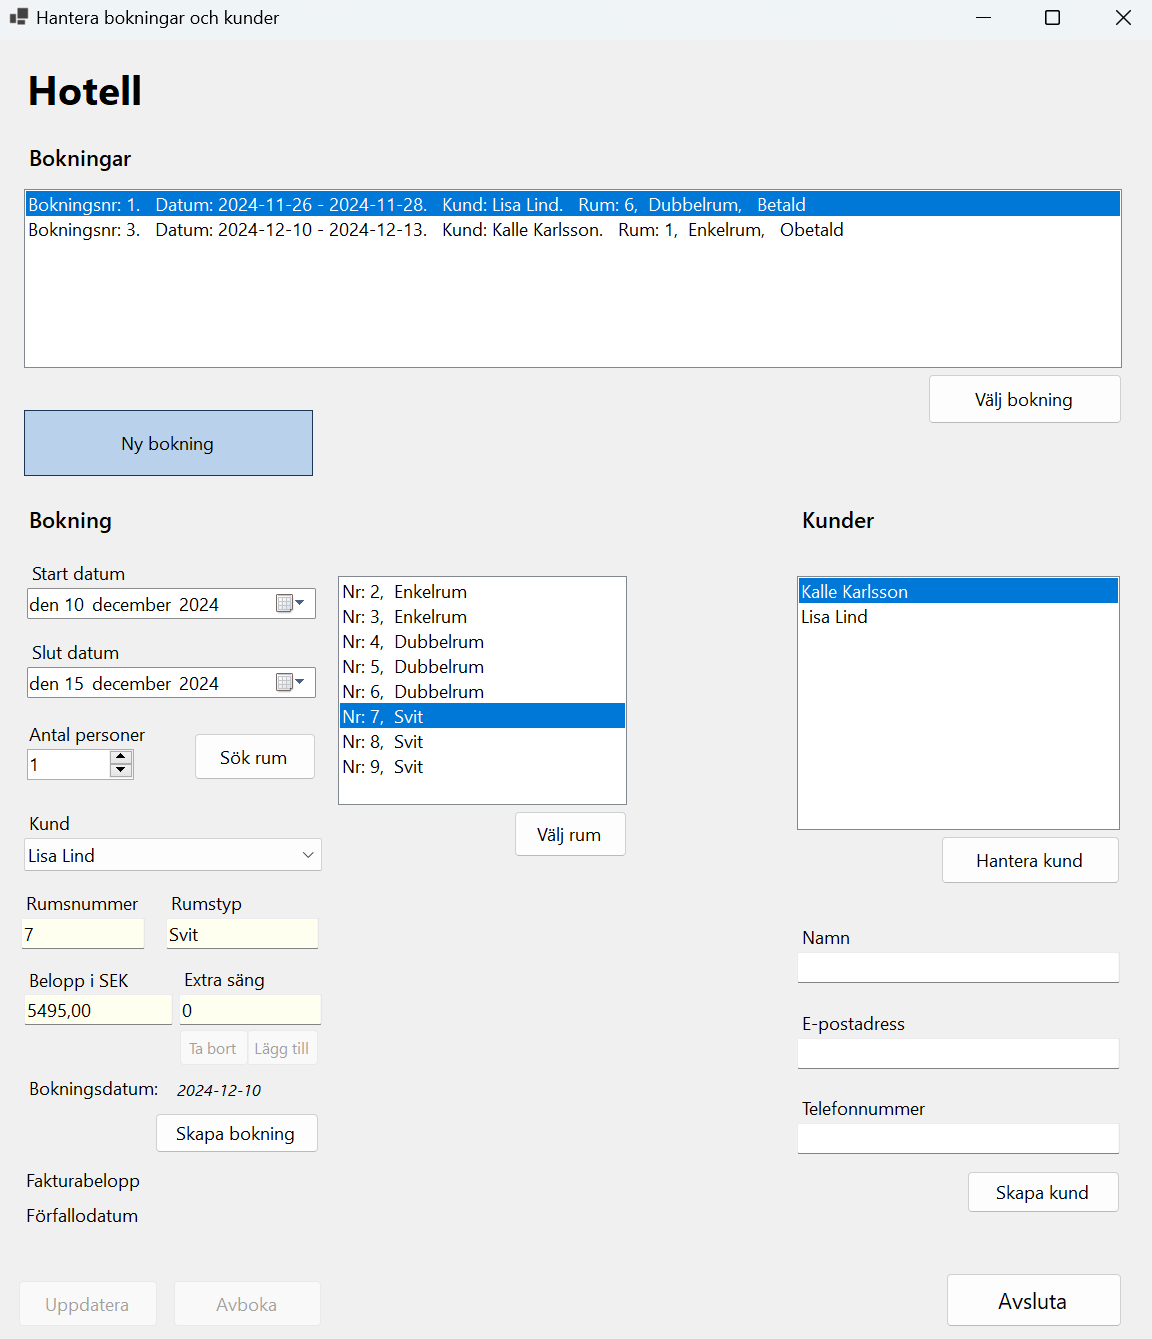 Hantera bokningar och kunder
Hotell
Bokningar
Bokningsnr: 1.   Datum: 2024-11-26 - 2024-11-28.   Kund: Lisa Lind.   Rum: 6,  Dubbelrum,   Betald
Bokningsnr: 3.   Datum: 2024-12-10 - 2024-12-13.   Kund: Kalle Karlsson.   Rum: 1,  Enkelrum,   Obetald
Välj bokning
Ny bokning
Bokning
Start datum
den 10 december 2024
Slut datum
den 15 december 2024
Antal personer
1
Sök rum
Nr: 2,  Enkelrum
Nr: 3,  Enkelrum
Nr: 4,  Dubbelrum
Nr: 5,  Dubbelrum
Nr: 6,  Dubbelrum
Nr: 7,  Svit
Nr: 8,  Svit
Nr: 9,  Svit
Välj rum
Kund
Lisa Lind
Rumsnummer
7
Rumstyp
Svit
Belopp i SEK
5495,00
Extra säng
0
Ta bort
Lägg till
Bokningsdatum: 2024-12-10
Skapa bokning
Fakturabelopp
Förfallodatum
Uppdatera
Avboka
Kunder
Kalle Karlsson
Lisa Lind
Hantera kund
Namn
E-postadress
Telefonnummer
Skapa kund
Avsluta